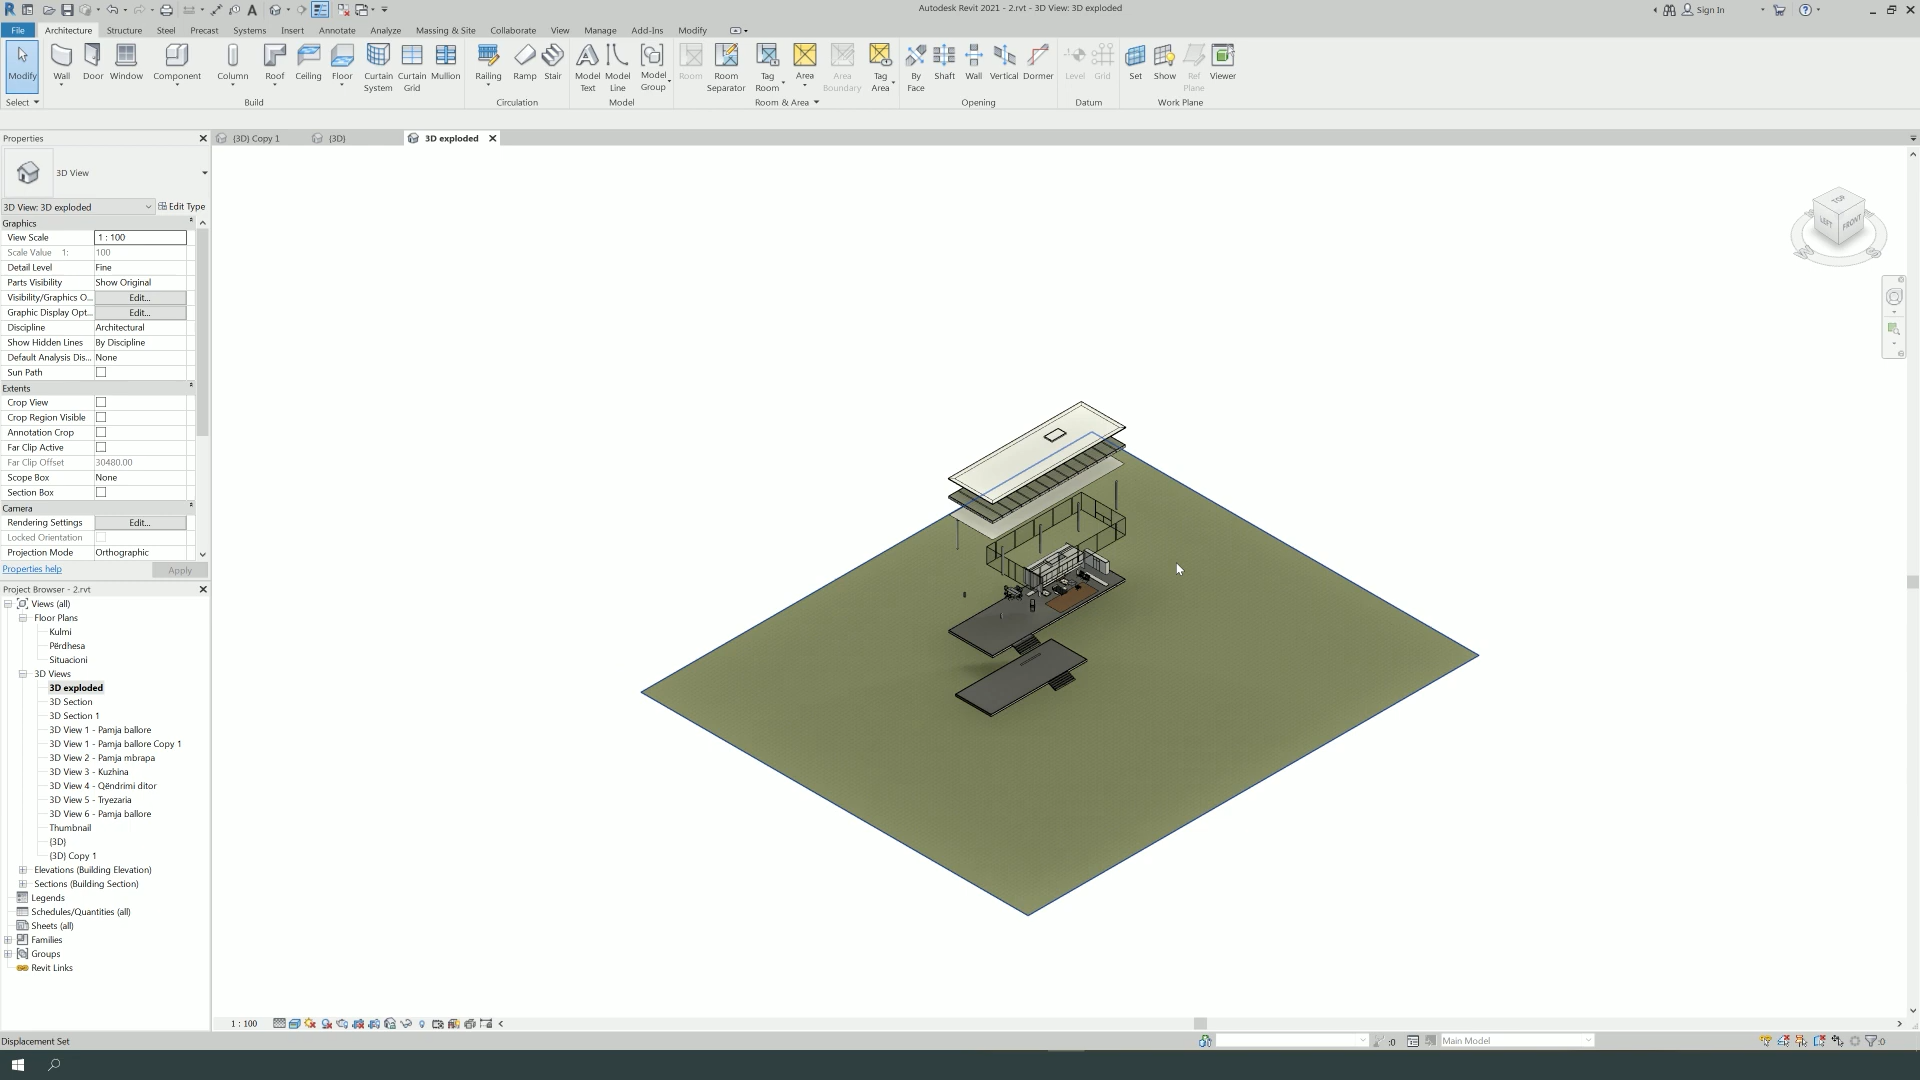 Autodesk Revit 2021 - 2.rvt - 3D View: 3D exploded
Sign In
File Architecture Structure Steel Precast Systems Insert Annotate Analyze Massing & Site Collaborate View Manage Add-Ins Modify
Modify Wall Door Window Component Column Roof Ceiling Floor Curtain System Curtain Grid Mullion Railing Ramp Stair Model Text Model Line Model Group Room Room Separator Tag Room Area Area Boundary Tag Area By Face Shaft Wall Vertical Dormer Level Grid Set Show Ref Plane Viewer
Select Build Circulation Model Room & Area Opening Datum Work Plane
Properties
(3D) Copy 1
(3D)
3D exploded
3D View
3D View: 3D exploded
Edit Type
Graphics
View Scale 1 : 100
Scale Value 1: 100
Detail Level Fine
Parts Visibility Show Original
Visibility/Graphics O... Edit...
Graphic Display Opt... Edit...
Discipline Architectural
Show Hidden Lines By Discipline
Default Analysis Dis... None
Sun Path
Extents
Crop View
Crop Region Visible
Annotation Crop
Far Clip Active
Far Clip Offset 30480.00
Scope Box None
Section Box
Camera
Rendering Settings Edit...
Locked Orientation
Projection Mode Orthographic
Properties help
Apply
Project Browser - 2.rvt
Views (all)
Floor Plans
Kulmi
Përdhesa
Situacioni
3D Views
3D exploded
3D Section
3D Section 1
3D View 1 - Pamja ballore
3D View 1 - Pamja ballore Copy 1
3D View 2 - Pamja mbrapa
3D View 3 - Kuzhina
3D View 4 - Qëndrimi ditor
3D View 5 - Tryezaria
3D View 6 - Pamja ballore
Thumbnail
{3D}
{3D} Copy 1
Elevations (Building Elevation)
Sections (Building Section)
Legends
Schedules/Quantities (all)
Sheets (all)
Families
Groups
Revit Links
TOP
LEFT
FRONT
W
S
1 : 100
Displacement Set
:0
Main Model
:0